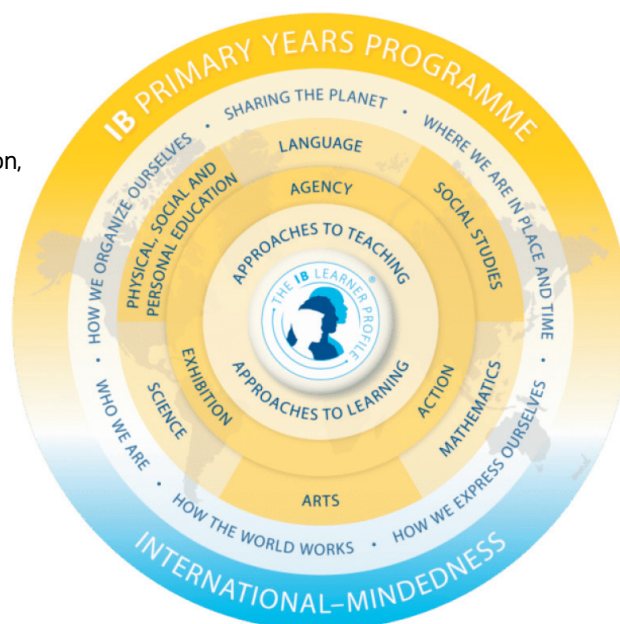 on,
IB PRIMARY YEARS PROGRAMME
SHARING THE PLANET
•
WHERE WE ARE IN PLACE AND TIME
•
HOW WE EXPRESS OURSELVES
•
HOW THE WORLD WORKS
•
WHO WE ARE
•
HOW WE ORGANIZE OURSELVES
•
LANGUAGE
SOCIAL STUDIES
MATHEMATICS
ARTS
SCIENCE
PHYSICAL, SOCIAL AND
PERSONAL EDUCATION
AGENCY
ACTION
EXHIBITION
APPROACHES TO TEACHING
THE IB LEARNER PROFILE®
APPROACHES TO LEARNING
INTERNATIONAL–MINDEDNESS